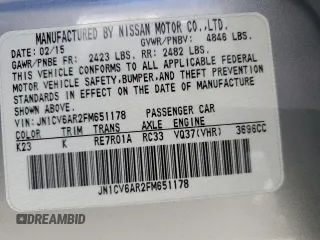 MANUFACTURED BY NISSAN MOTOR CO.,LTD.
02/15 GVWR/PNBV: 4846 LBS.
GAWR/PNBE FR: 2423 LBS. RR: 2482 LBS.
THIS VEHICLE CONFORMS TO ALL APPLICABLE FEDERAL
MOTOR VEHICLE SAFETY,BUMPER,AND THEFT PREVENTION
STANDARDS IN EFFECT ON THE DATE OF MANUFACTURE
SHOWN ABOVE.
VIN:JN1CV6AR2FM651178 PASSENGER CAR
COLOR TRIM TRANS AXLE ENGINE
K23 K RE7R01A RC33 VQ37(VHR) 3696CC
JN1CV6AR2FM651178
DREAMBID